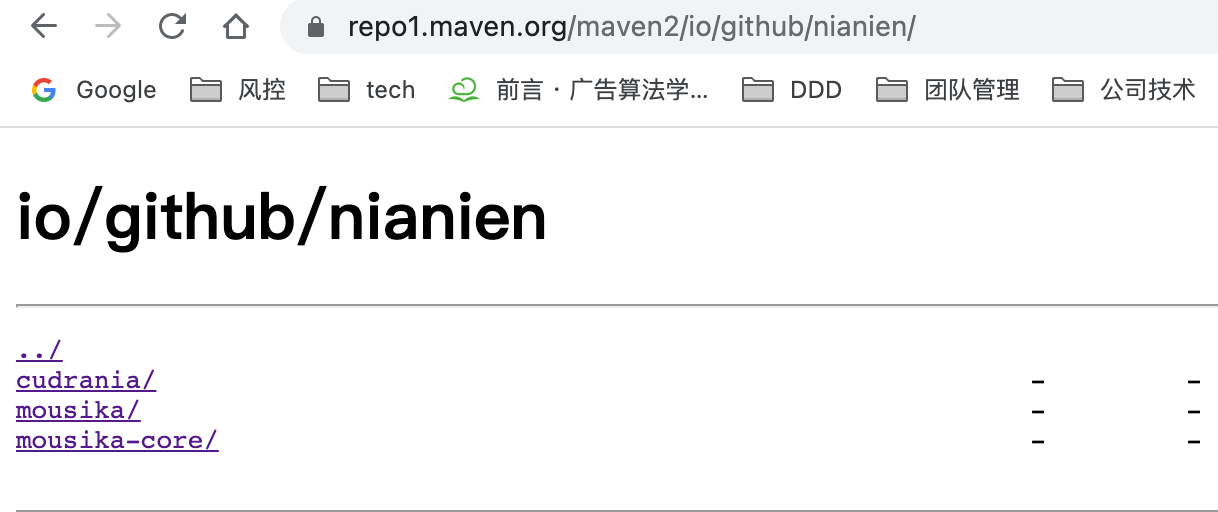 repo1.maven.org/maven2/io/github/nianien/
Google 风控 tech 前言 · 广告算法学... DDD 团队管理 公司技术
io/github/nianien
../
cudrania/ - -
mousika/ - -
mousika-core/ - -